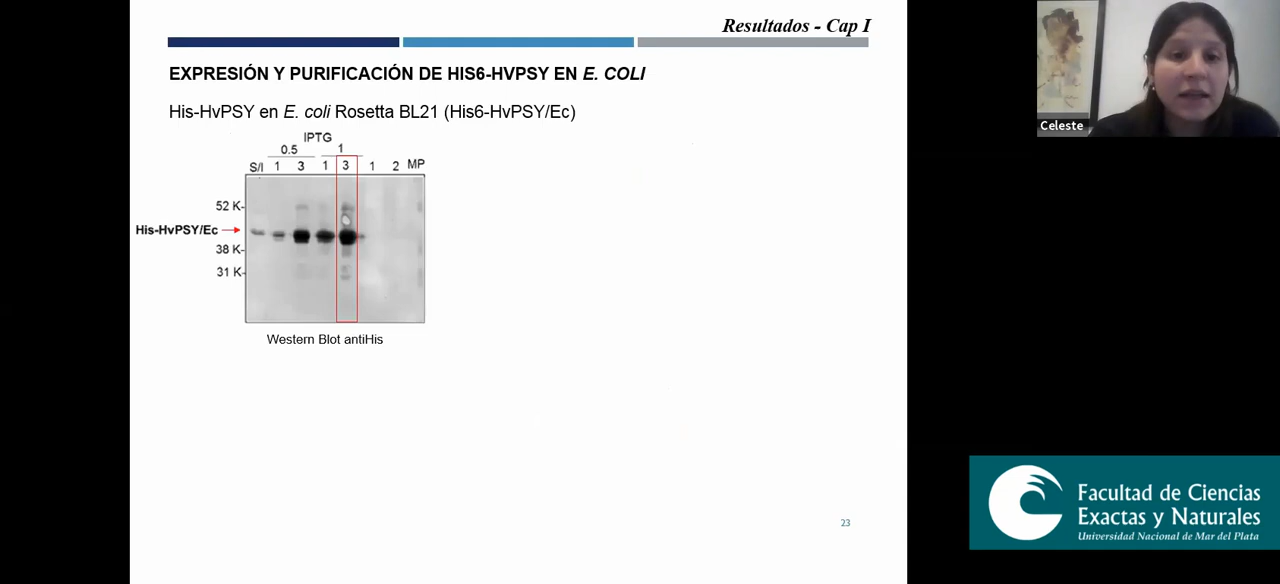 Resultados - Cap I
EXPRESIÓN Y PURIFICACIÓN DE HIS6-HVPSY EN E. COLI
His-HvPSY en E. coli Rosetta BL21 (His6-HvPSY/Ec)
IPTG
0.5 1
S/I 1 3 1 3 1 2 MP
52 K-
His-HvPSY/Ec
38 K-
31 K-
Western Blot antiHis
23
Celeste
Facultad de Ciencias
Exactas y Naturales
Universidad Nacional de Mar del Plata